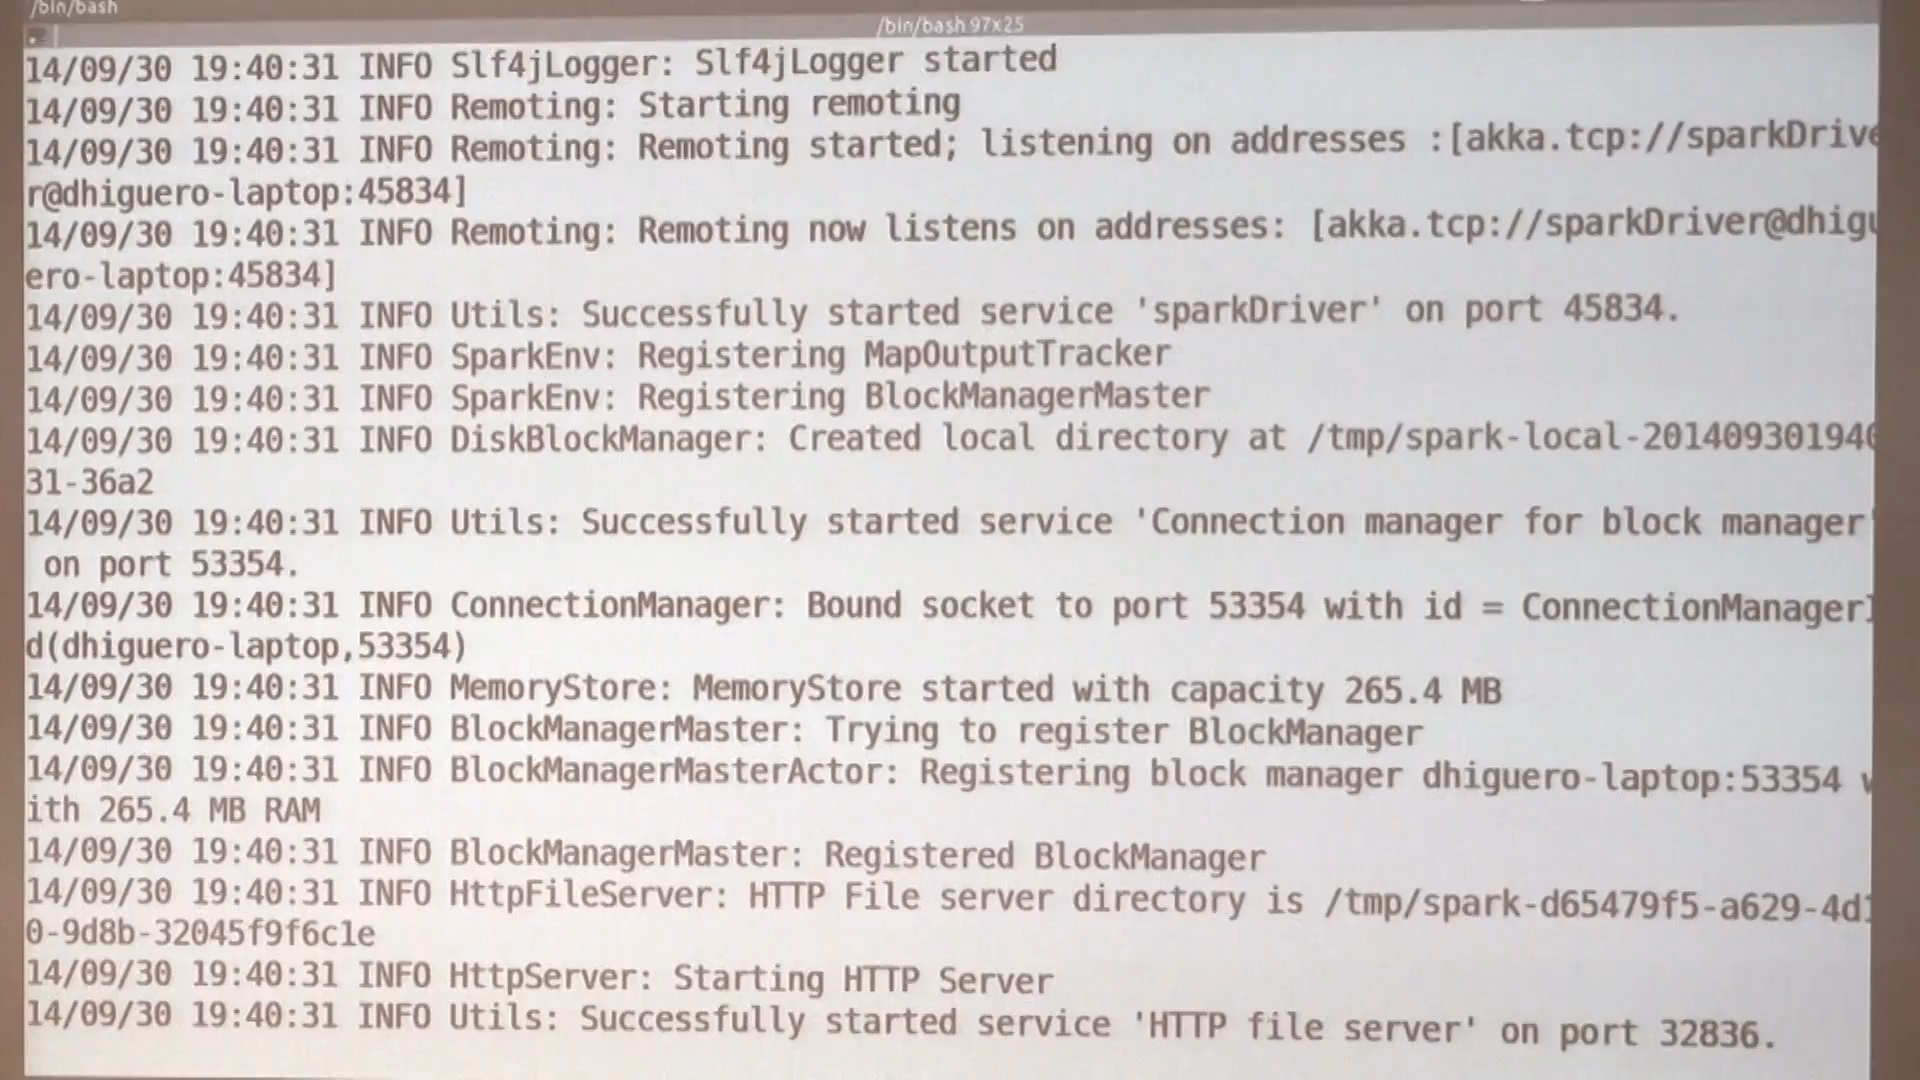 /bin/bash
/bin/bash 97x25
14/09/30 19:40:31 INFO Slf4jLogger: Slf4jLogger started
14/09/30 19:40:31 INFO Remoting: Starting remoting
14/09/30 19:40:31 INFO Remoting: Remoting started; listening on addresses :[akka.tcp://sparkDrive
r@dhiguero-laptop:45834]
14/09/30 19:40:31 INFO Remoting: Remoting now listens on addresses: [akka.tcp://sparkDriver@dhigu
ero-laptop:45834]
14/09/30 19:40:31 INFO Utils: Successfully started service 'sparkDriver' on port 45834.
14/09/30 19:40:31 INFO SparkEnv: Registering MapOutputTracker
14/09/30 19:40:31 INFO SparkEnv: Registering BlockManagerMaster
14/09/30 19:40:31 INFO DiskBlockManager: Created local directory at /tmp/spark-local-201409301940
31-36a2
14/09/30 19:40:31 INFO Utils: Successfully started service 'Connection manager for block manager'
on port 53354.
14/09/30 19:40:31 INFO ConnectionManager: Bound socket to port 53354 with id = ConnectionManagerI
d(dhiguero-laptop,53354)
14/09/30 19:40:31 INFO MemoryStore: MemoryStore started with capacity 265.4 MB
14/09/30 19:40:31 INFO BlockManagerMaster: Trying to register BlockManager
14/09/30 19:40:31 INFO BlockManagerMasterActor: Registering block manager dhiguero-laptop:53354 w
ith 265.4 MB RAM
14/09/30 19:40:31 INFO BlockManagerMaster: Registered BlockManager
14/09/30 19:40:31 INFO HttpFileServer: HTTP File server directory is /tmp/spark-d65479f5-a629-4d1
0-9d8b-32045f9f6c1e
14/09/30 19:40:31 INFO HttpServer: Starting HTTP Server
14/09/30 19:40:31 INFO Utils: Successfully started service 'HTTP file server' on port 32836.